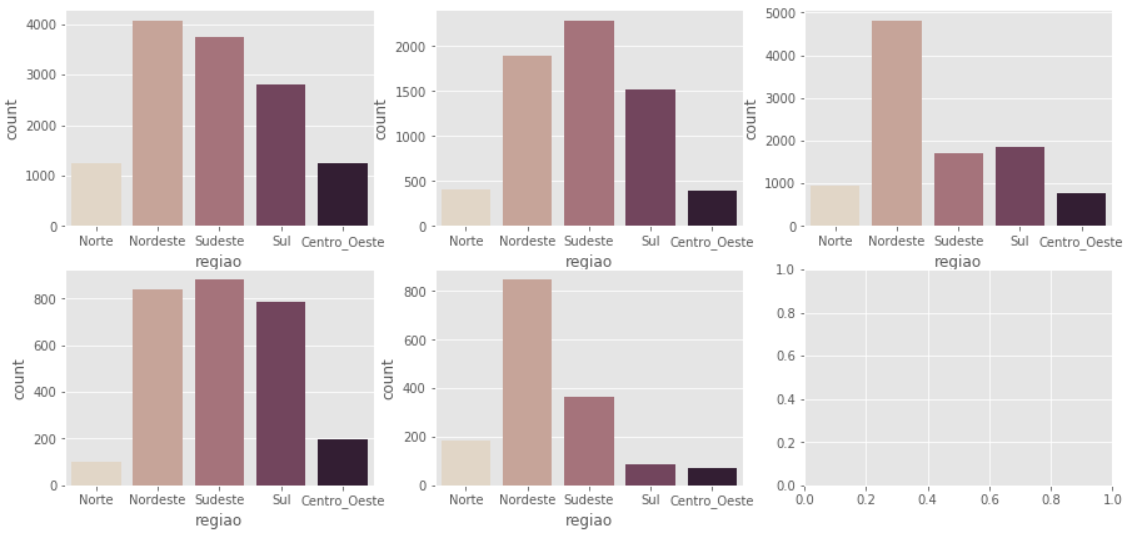 4000
3000
2000
1000
0
count
Norte Nordeste Sudeste Sul Centro_Oeste
regiao
2000
1500
1000
500
0
count
Norte Nordeste Sudeste Sul Centro_Oeste
regiao
5000
4000
3000
2000
1000
0
count
Norte Nordeste Sudeste Sul Centro_Oeste
regiao
800
600
400
200
0
count
Norte Nordeste Sudeste Sul Centro_Oeste
regiao
800
600
400
200
0
count
Norte Nordeste Sudeste Sul Centro_Oeste
regiao
1.0
0.8
0.6
0.4
0.2
0.0
0.0 0.2 0.4 0.6 0.8 1.0